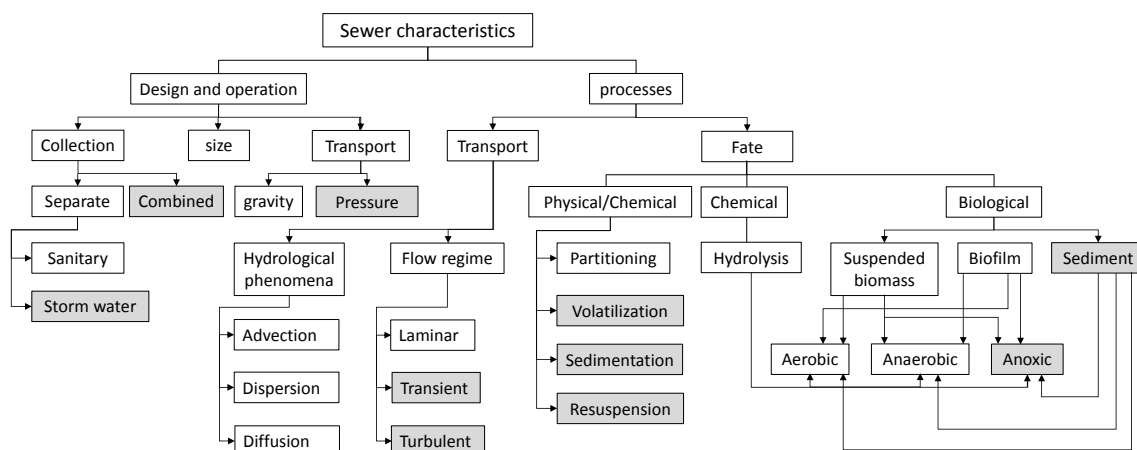 Sewer characteristics
Design and operation
processes
Collection
size
Transport
Transport
Fate
Separate
Combined
gravity
Pressure
Physical/Chemical
Chemical
Biological
Sanitary
Hydrological
phenomena
Flow regime
Partitioning
Hydrolysis
Suspended
biomass
Biofilm
Sediment
Storm water
Volatilization
Advection
Laminar
Sedimentation
Aerobic
Anaerobic
Anoxic
Dispersion
Transient
Resuspension
Diffusion
Turbulent